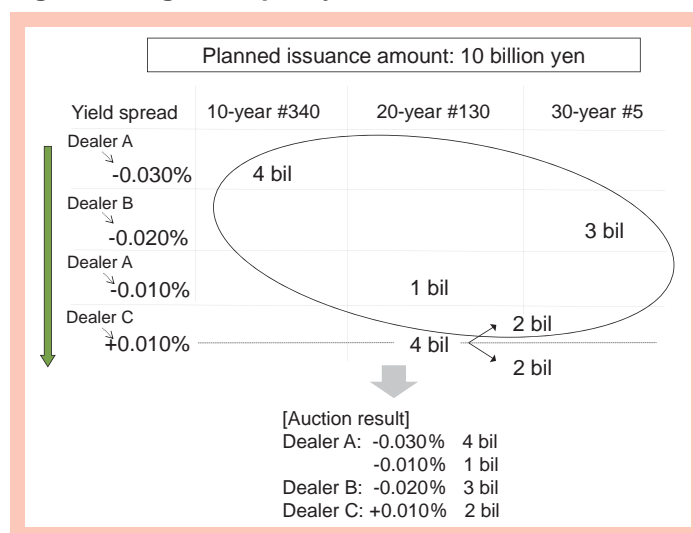 Planned issuance amount: 10 billion yen
Yield spread 10-year #340 20-year #130 30-year #5
Dealer A
-0.030% 4 bil
Dealer B
-0.020% 3 bil
Dealer A
-0.010% 1 bil
Dealer C
+0.010% 4 bil 2 bil
2 bil
[Auction result]
Dealer A: -0.030% 4 bil
-0.010% 1 bil
Dealer B: -0.020% 3 bil
Dealer C: +0.010% 2 bil